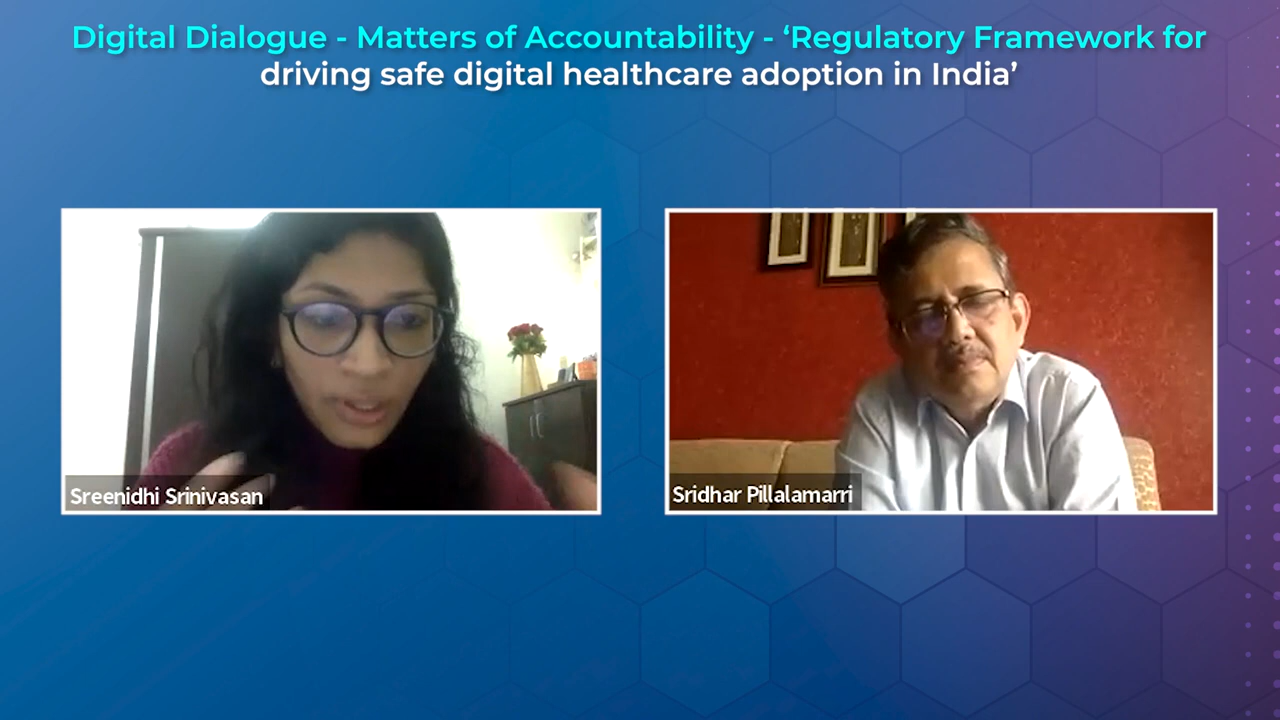 Digital Dialogue - Matters of Accountability - ‘Regulatory Framework for
driving safe digital healthcare adoption in India’
Sreenidhi Srinivasan
Sridhar Pillalamarri